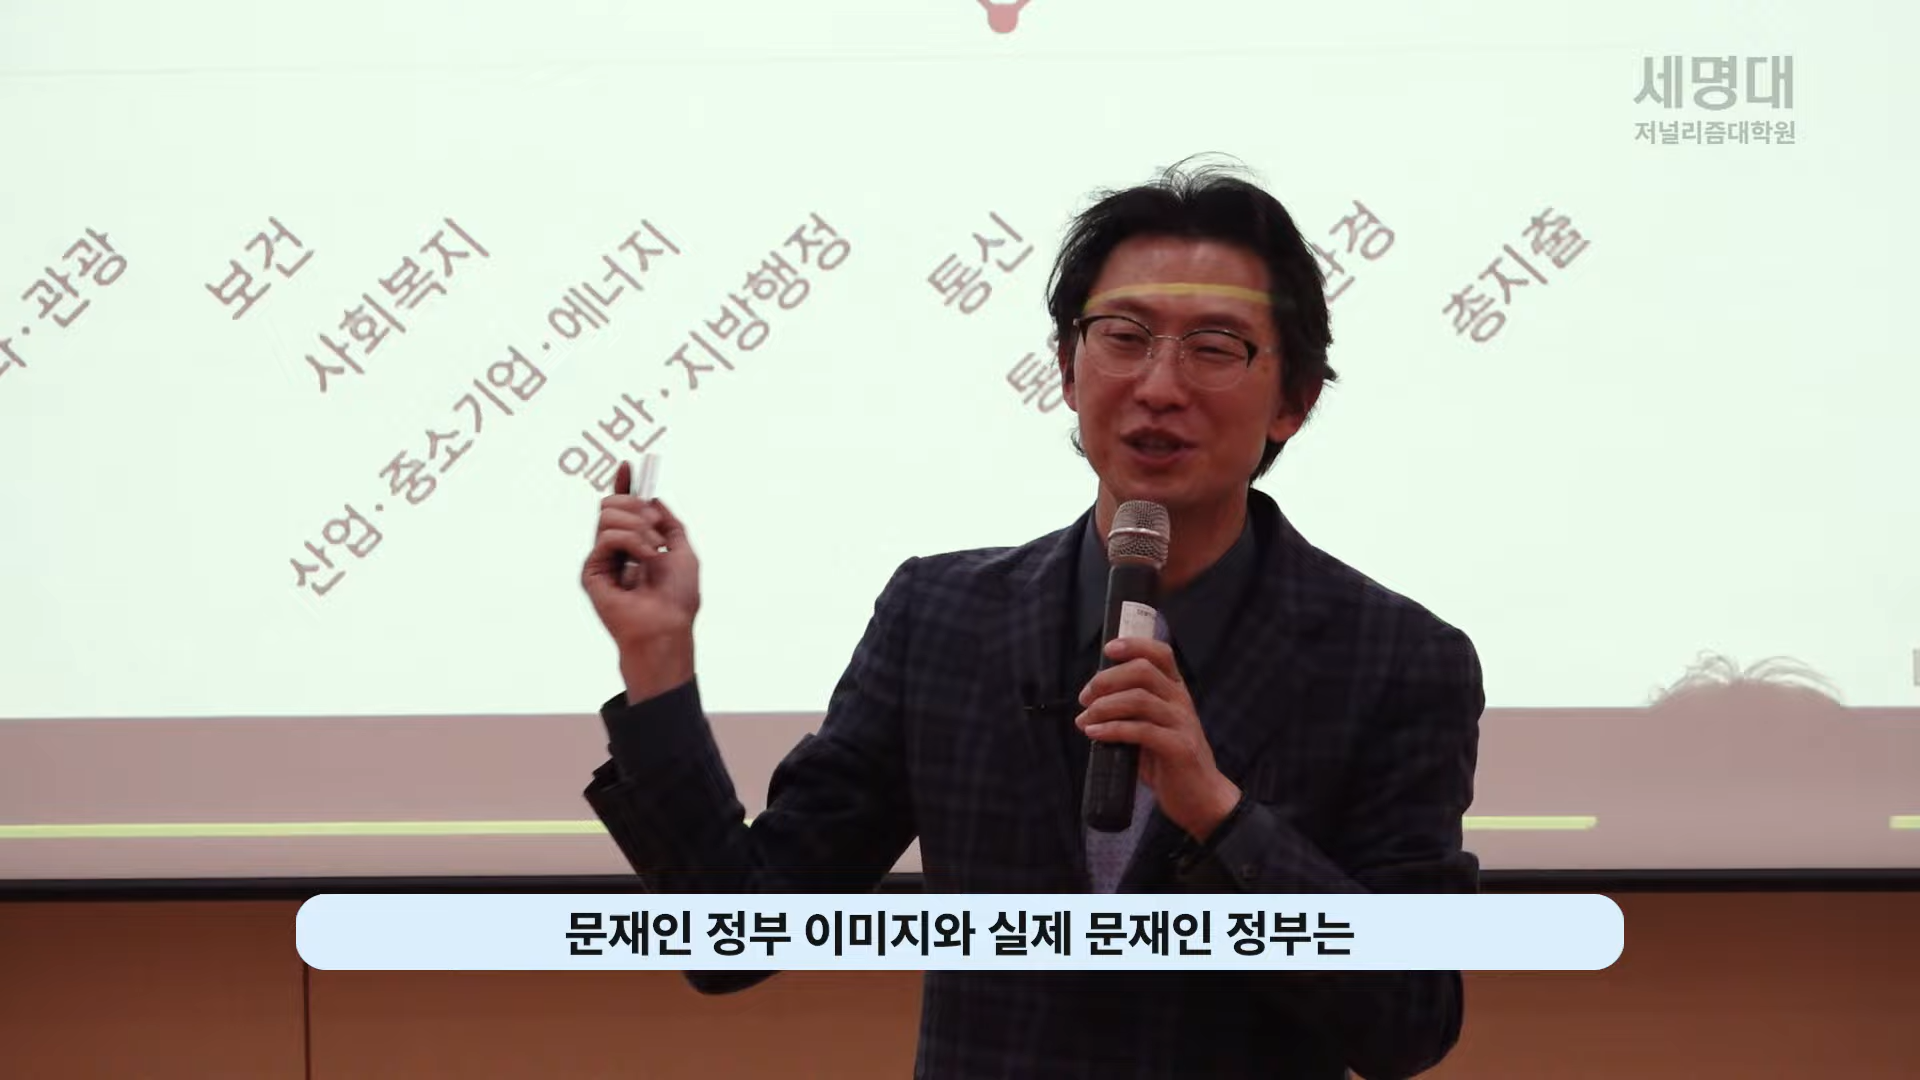 세명대
저널리즘대학원
관광
보건
사회복지
산업·중소기업·에너지
일반·지방행정
통신
총지출
문재인 정부 이미지와 실제 문재인 정부는